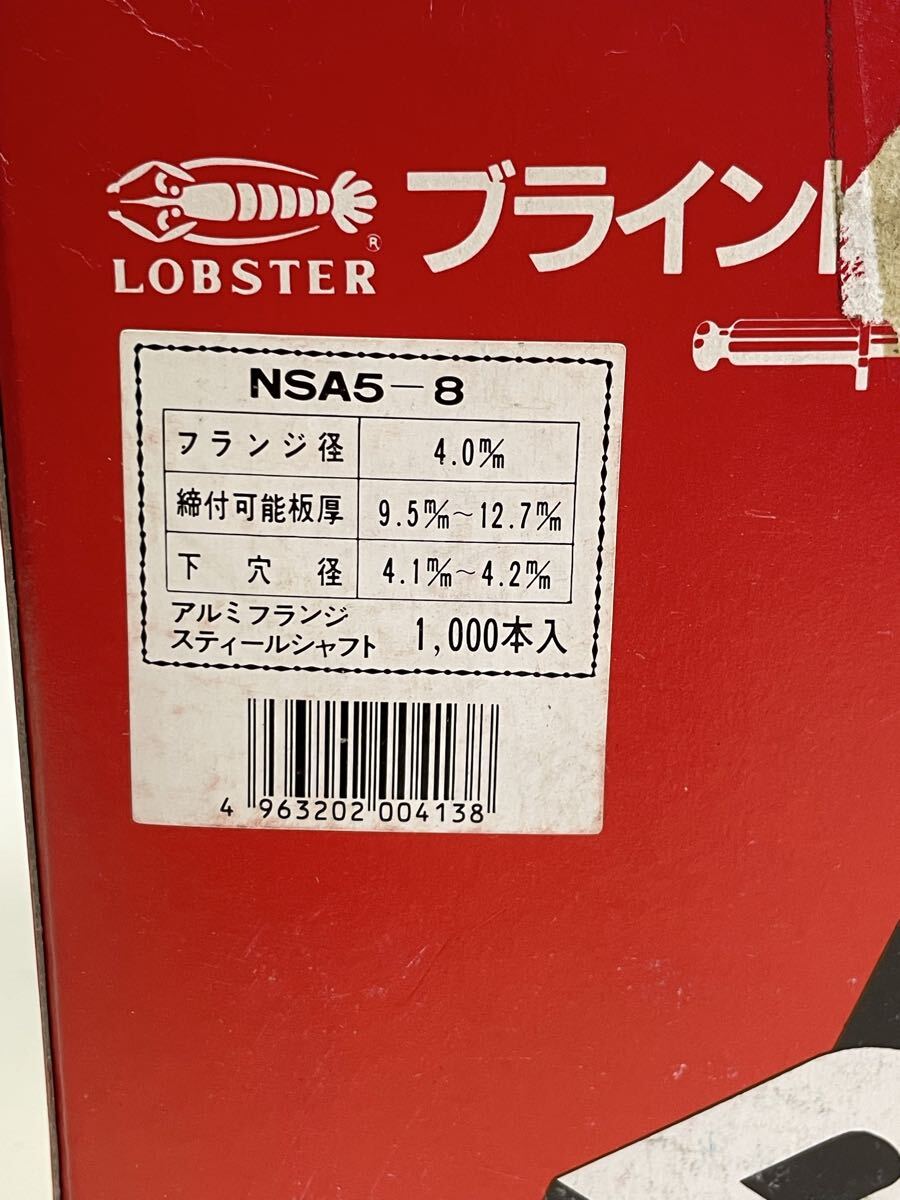 ブライン
LOBSTER
®
NSA5-8
フランジ径 4.0㎜
締付可能板厚 9.5㎜~12.7㎜
下穴径 4.1㎜~4.2㎜
アルミフランジ
スティールシャフト 1,000本入
4 963202 004138